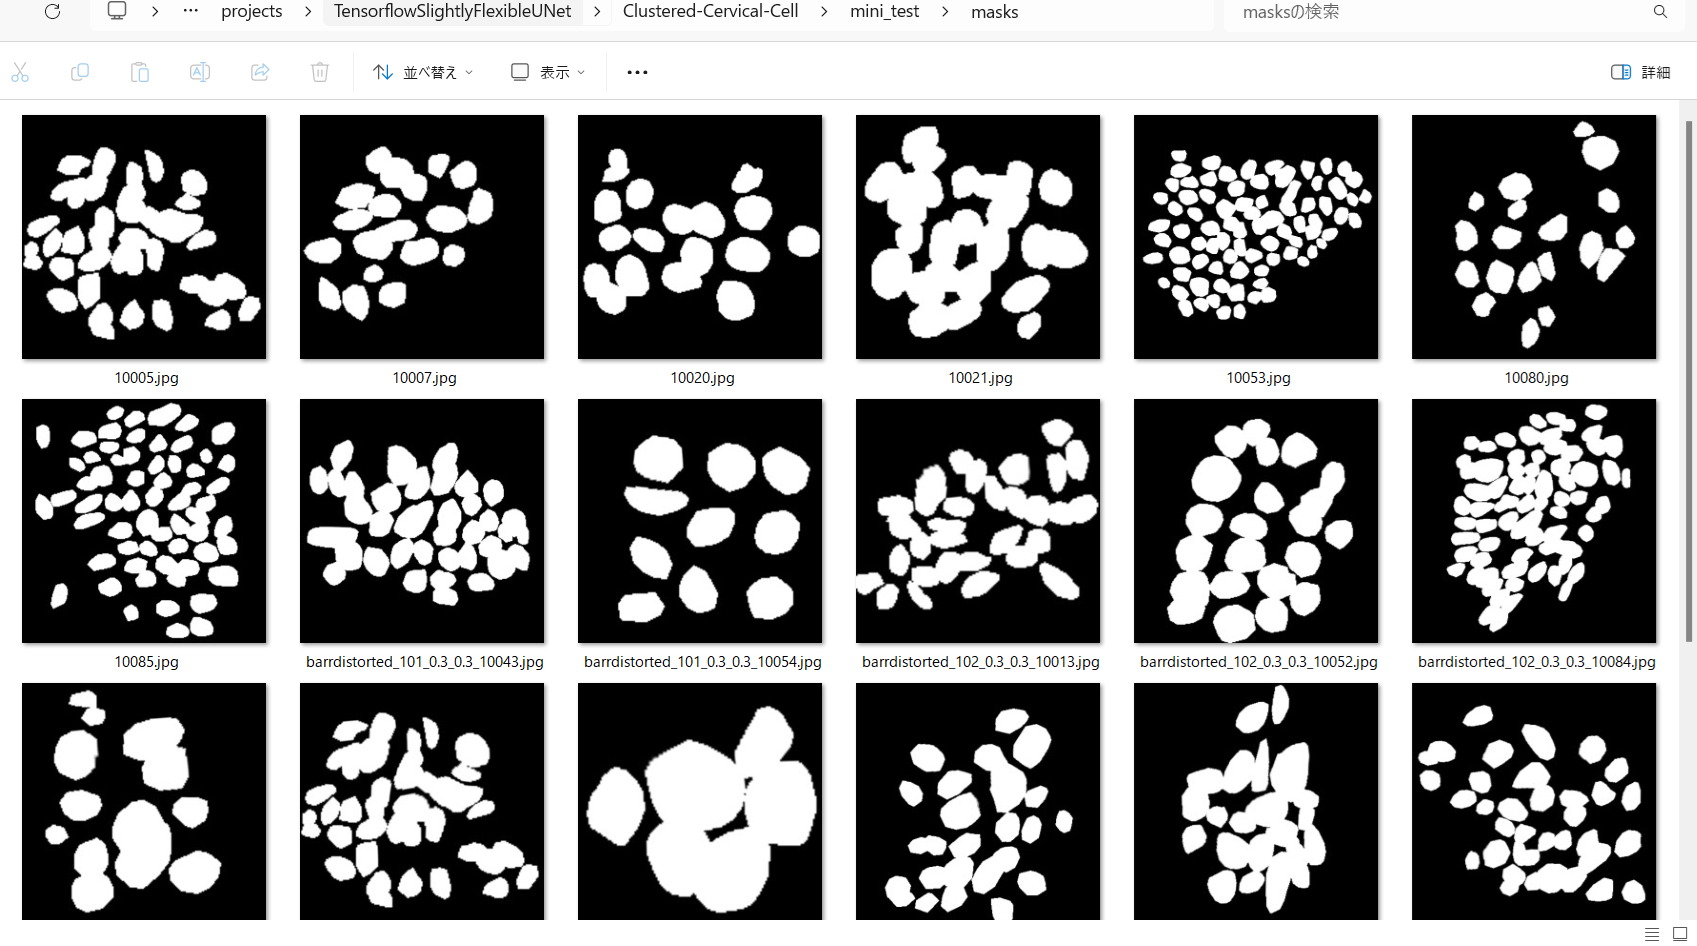 projects > TensorflowSlightlyFlexibleUNet > Clustered-Cervical-Cell > mini_test > masks
masksの検索
並べ替え 表示 詳細
10005.jpg 10007.jpg 10020.jpg 10021.jpg 10053.jpg 10080.jpg
10085.jpg barrdistorted_101_0.3_0.3_10043.jpg barrdistorted_101_0.3_0.3_10054.jpg barrdistorted_102_0.3_0.3_10013.jpg barrdistorted_102_0.3_0.3_10052.jpg barrdistorted_102_0.3_0.3_10084.jpg